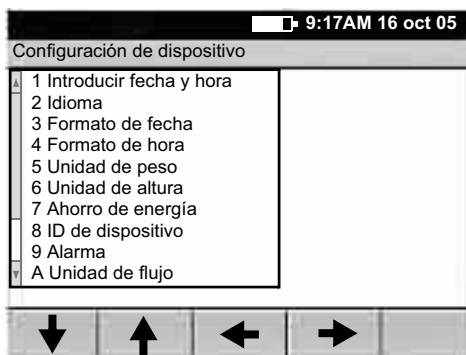 9:17AM 16 oct 05
Configuración de dispositivo
1 Introducir fecha y hora
2 Idioma
3 Formato de fecha
4 Formato de hora
5 Unidad de peso
6 Unidad de altura
7 Ahorro de energía
8 ID de dispositivo
9 Alarma
A Unidad de flujo